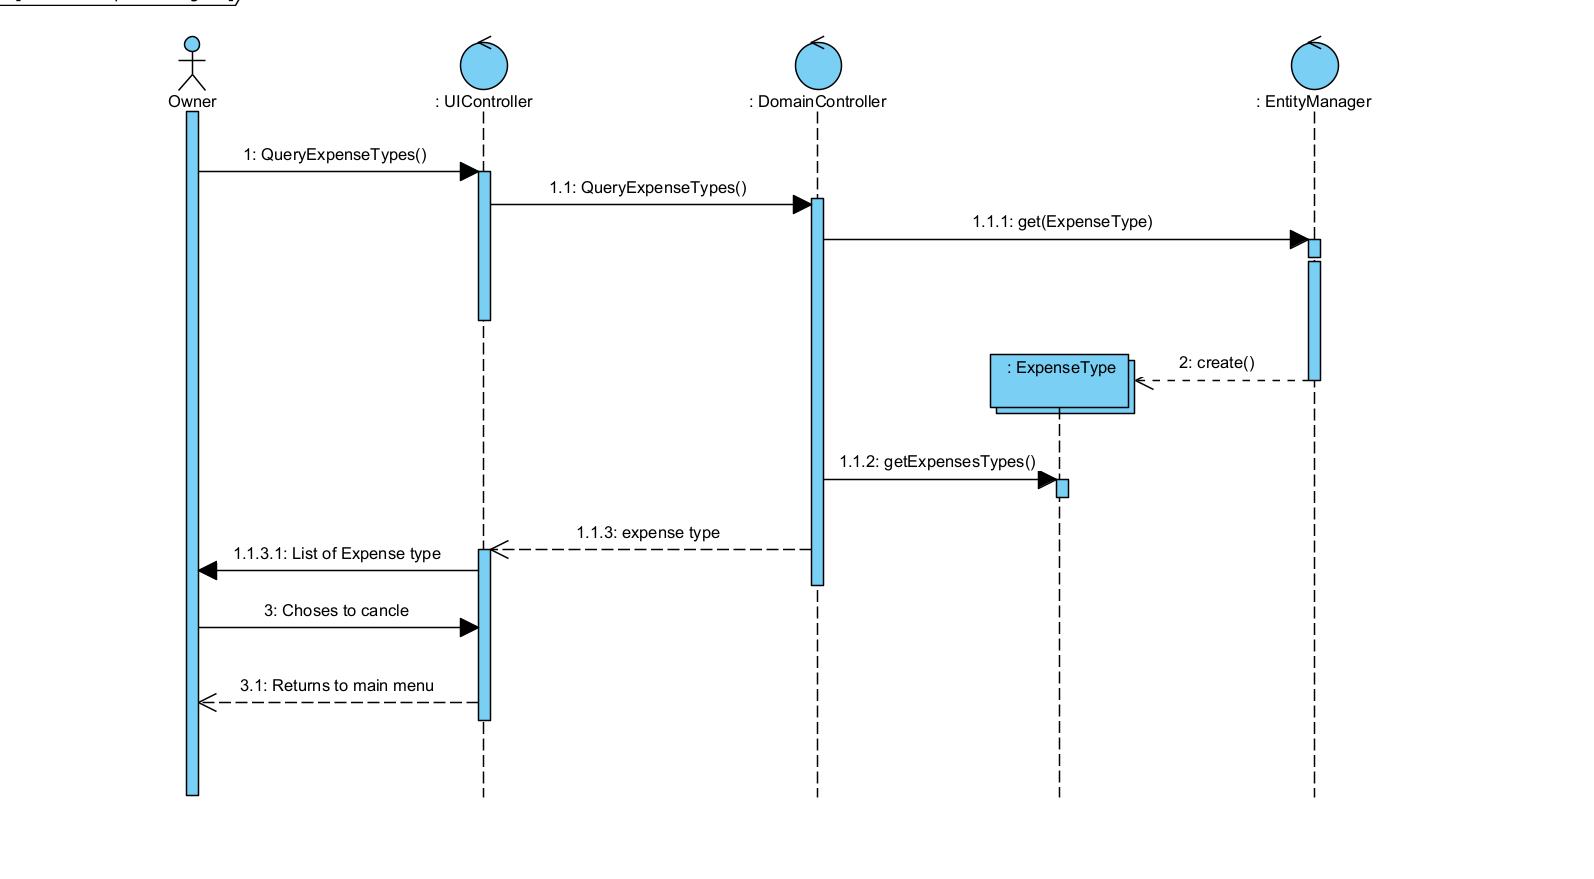 Owner
: UIController
: DomainController
: EntityManager
1: QueryExpenseTypes()
1.1: QueryExpenseTypes()
1.1.1: get(ExpenseType)
2: create()
: ExpenseType
1.1.2: getExpensesTypes()
1.1.3: expense type
1.1.3.1: List of Expense type
3: Choses to cancle
3.1: Returns to main menu